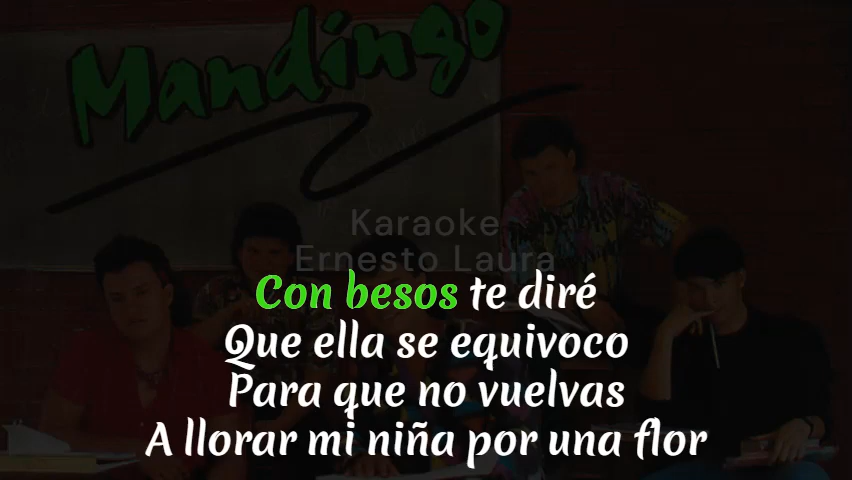 Mandingo
Karaoke
Ernesto Laura
Con besos te diré
Que ella se equivoco
Para que no vuelvas
A llorar mi niña por una flor